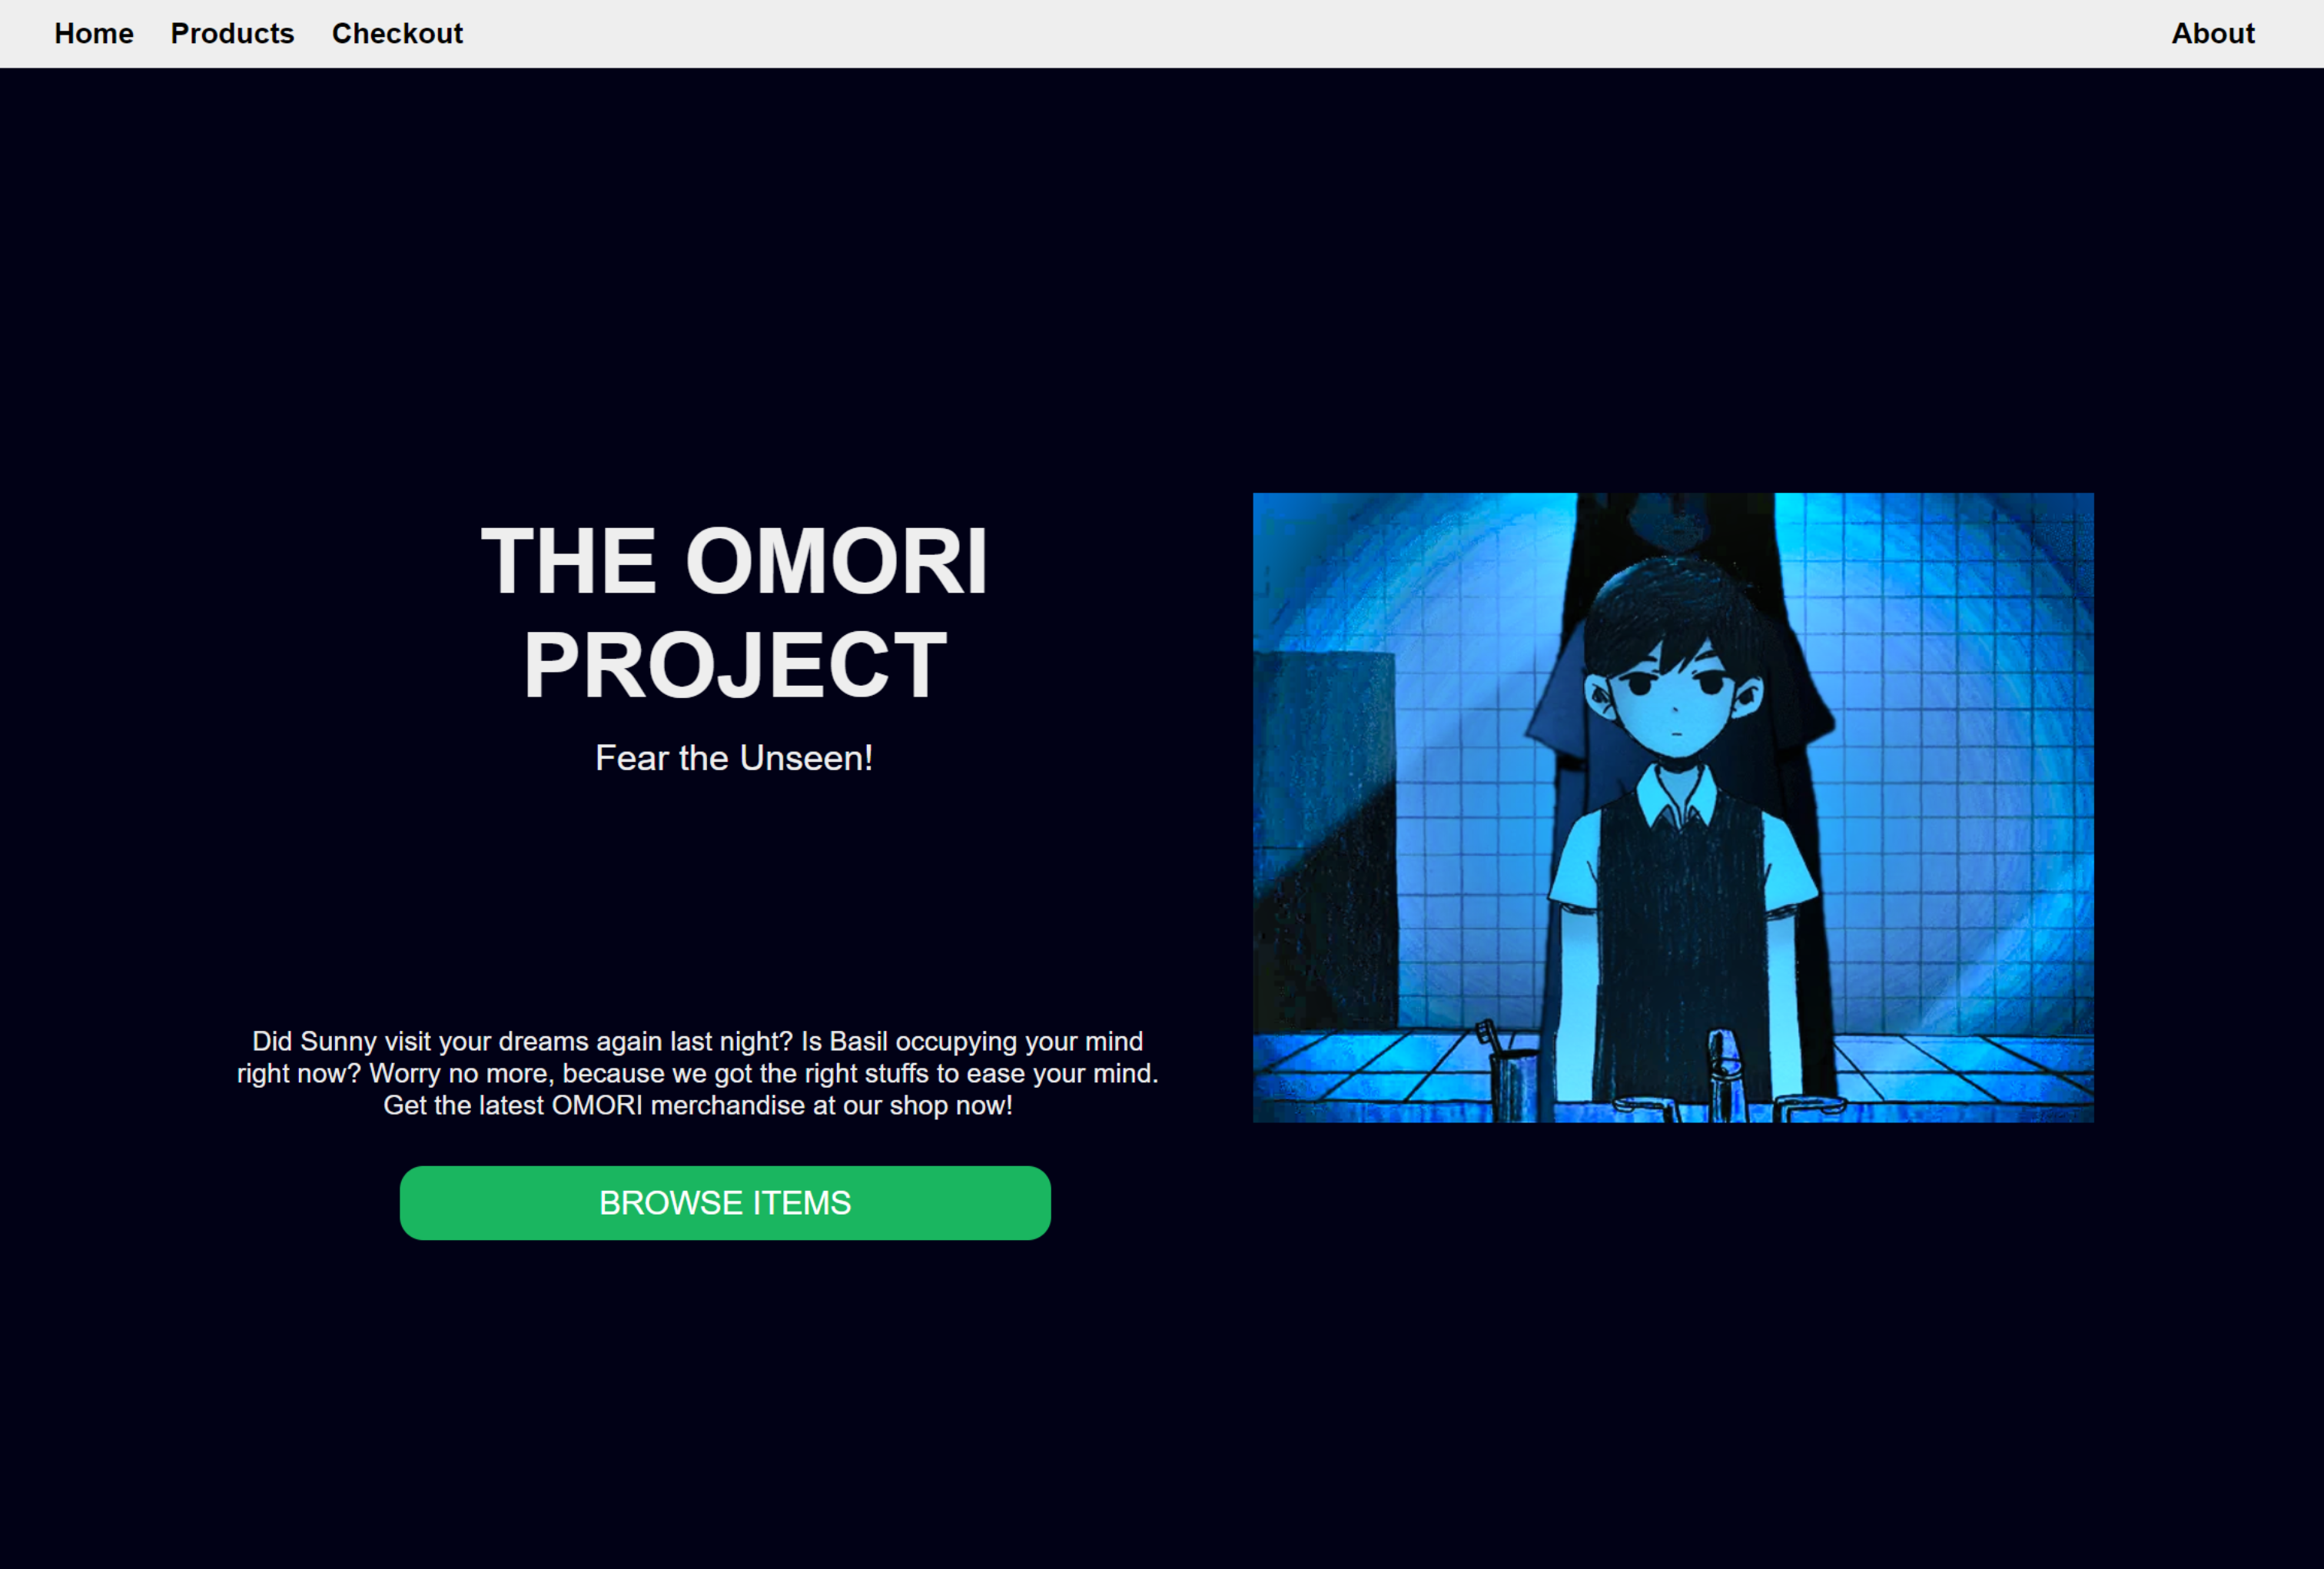 Home Products Checkout About
THE OMORI
PROJECT
Fear the Unseen!
Did Sunny visit your dreams again last night? Is Basil occupying your mind
right now? Worry no more, because we got the right stuffs to ease your mind.
Get the latest OMORI merchandise at our shop now!
BROWSE ITEMS